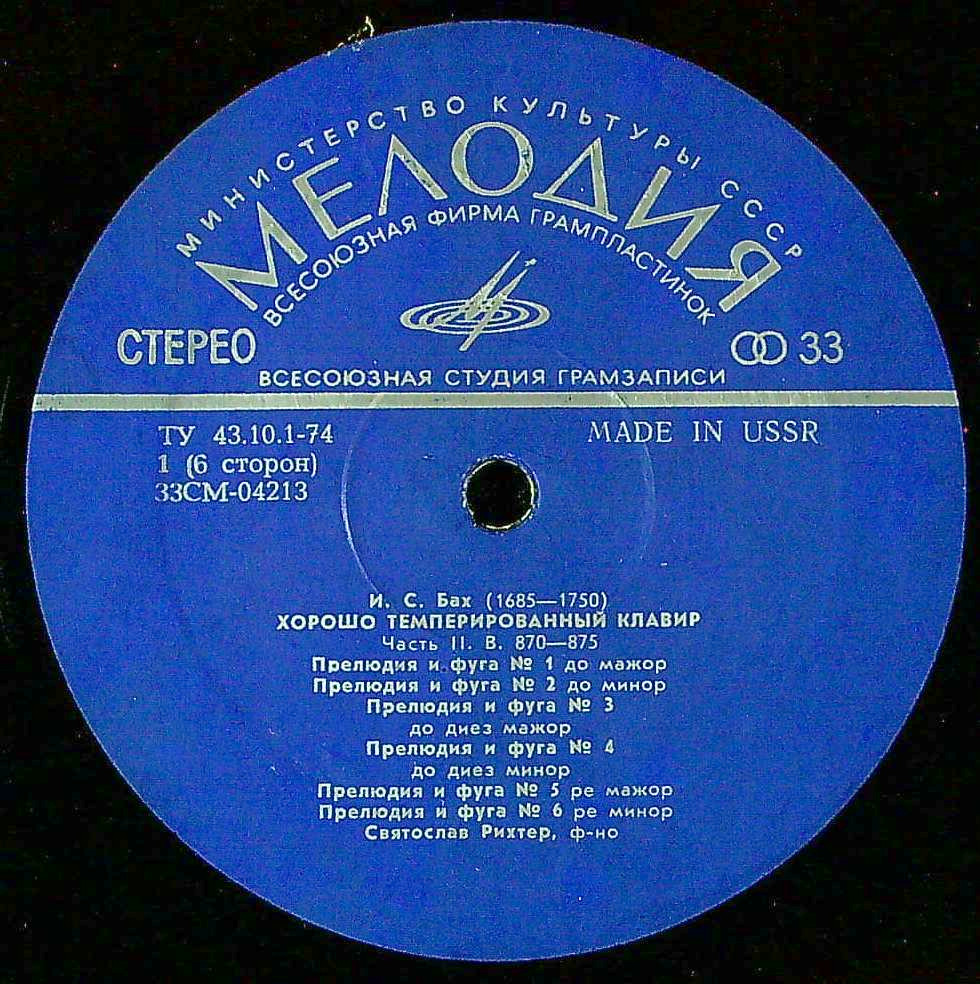 МИНИСТЕРСТВО КУЛЬТУРЫ СССР
МЕЛОДИЯ
ВСЕСОЮЗНАЯ ФИРМА ГРАМПЛАСТИНОК
СТЕРЕО
33
ВСЕСОЮЗНАЯ СТУДИЯ ГРАМЗАПИСИ
ТУ 43.10.1-74
MADE IN USSR
1 (6 сторон)
33СМ-04213
И. С. Бах (1685—1750)
ХОРОШО ТЕМПЕРИРОВАННЫЙ КЛАВИР
Часть II. В. 870—875
Прелюдия и фуга № 1 до мажор
Прелюдия и фуга № 2 до минор
Прелюдия и фуга № 3
до диез мажор
Прелюдия и фуга № 4
до диез минор
Прелюдия и фуга № 5 ре мажор
Прелюдия и фуга № 6 ре минор
Святослав Рихтер, ф-но